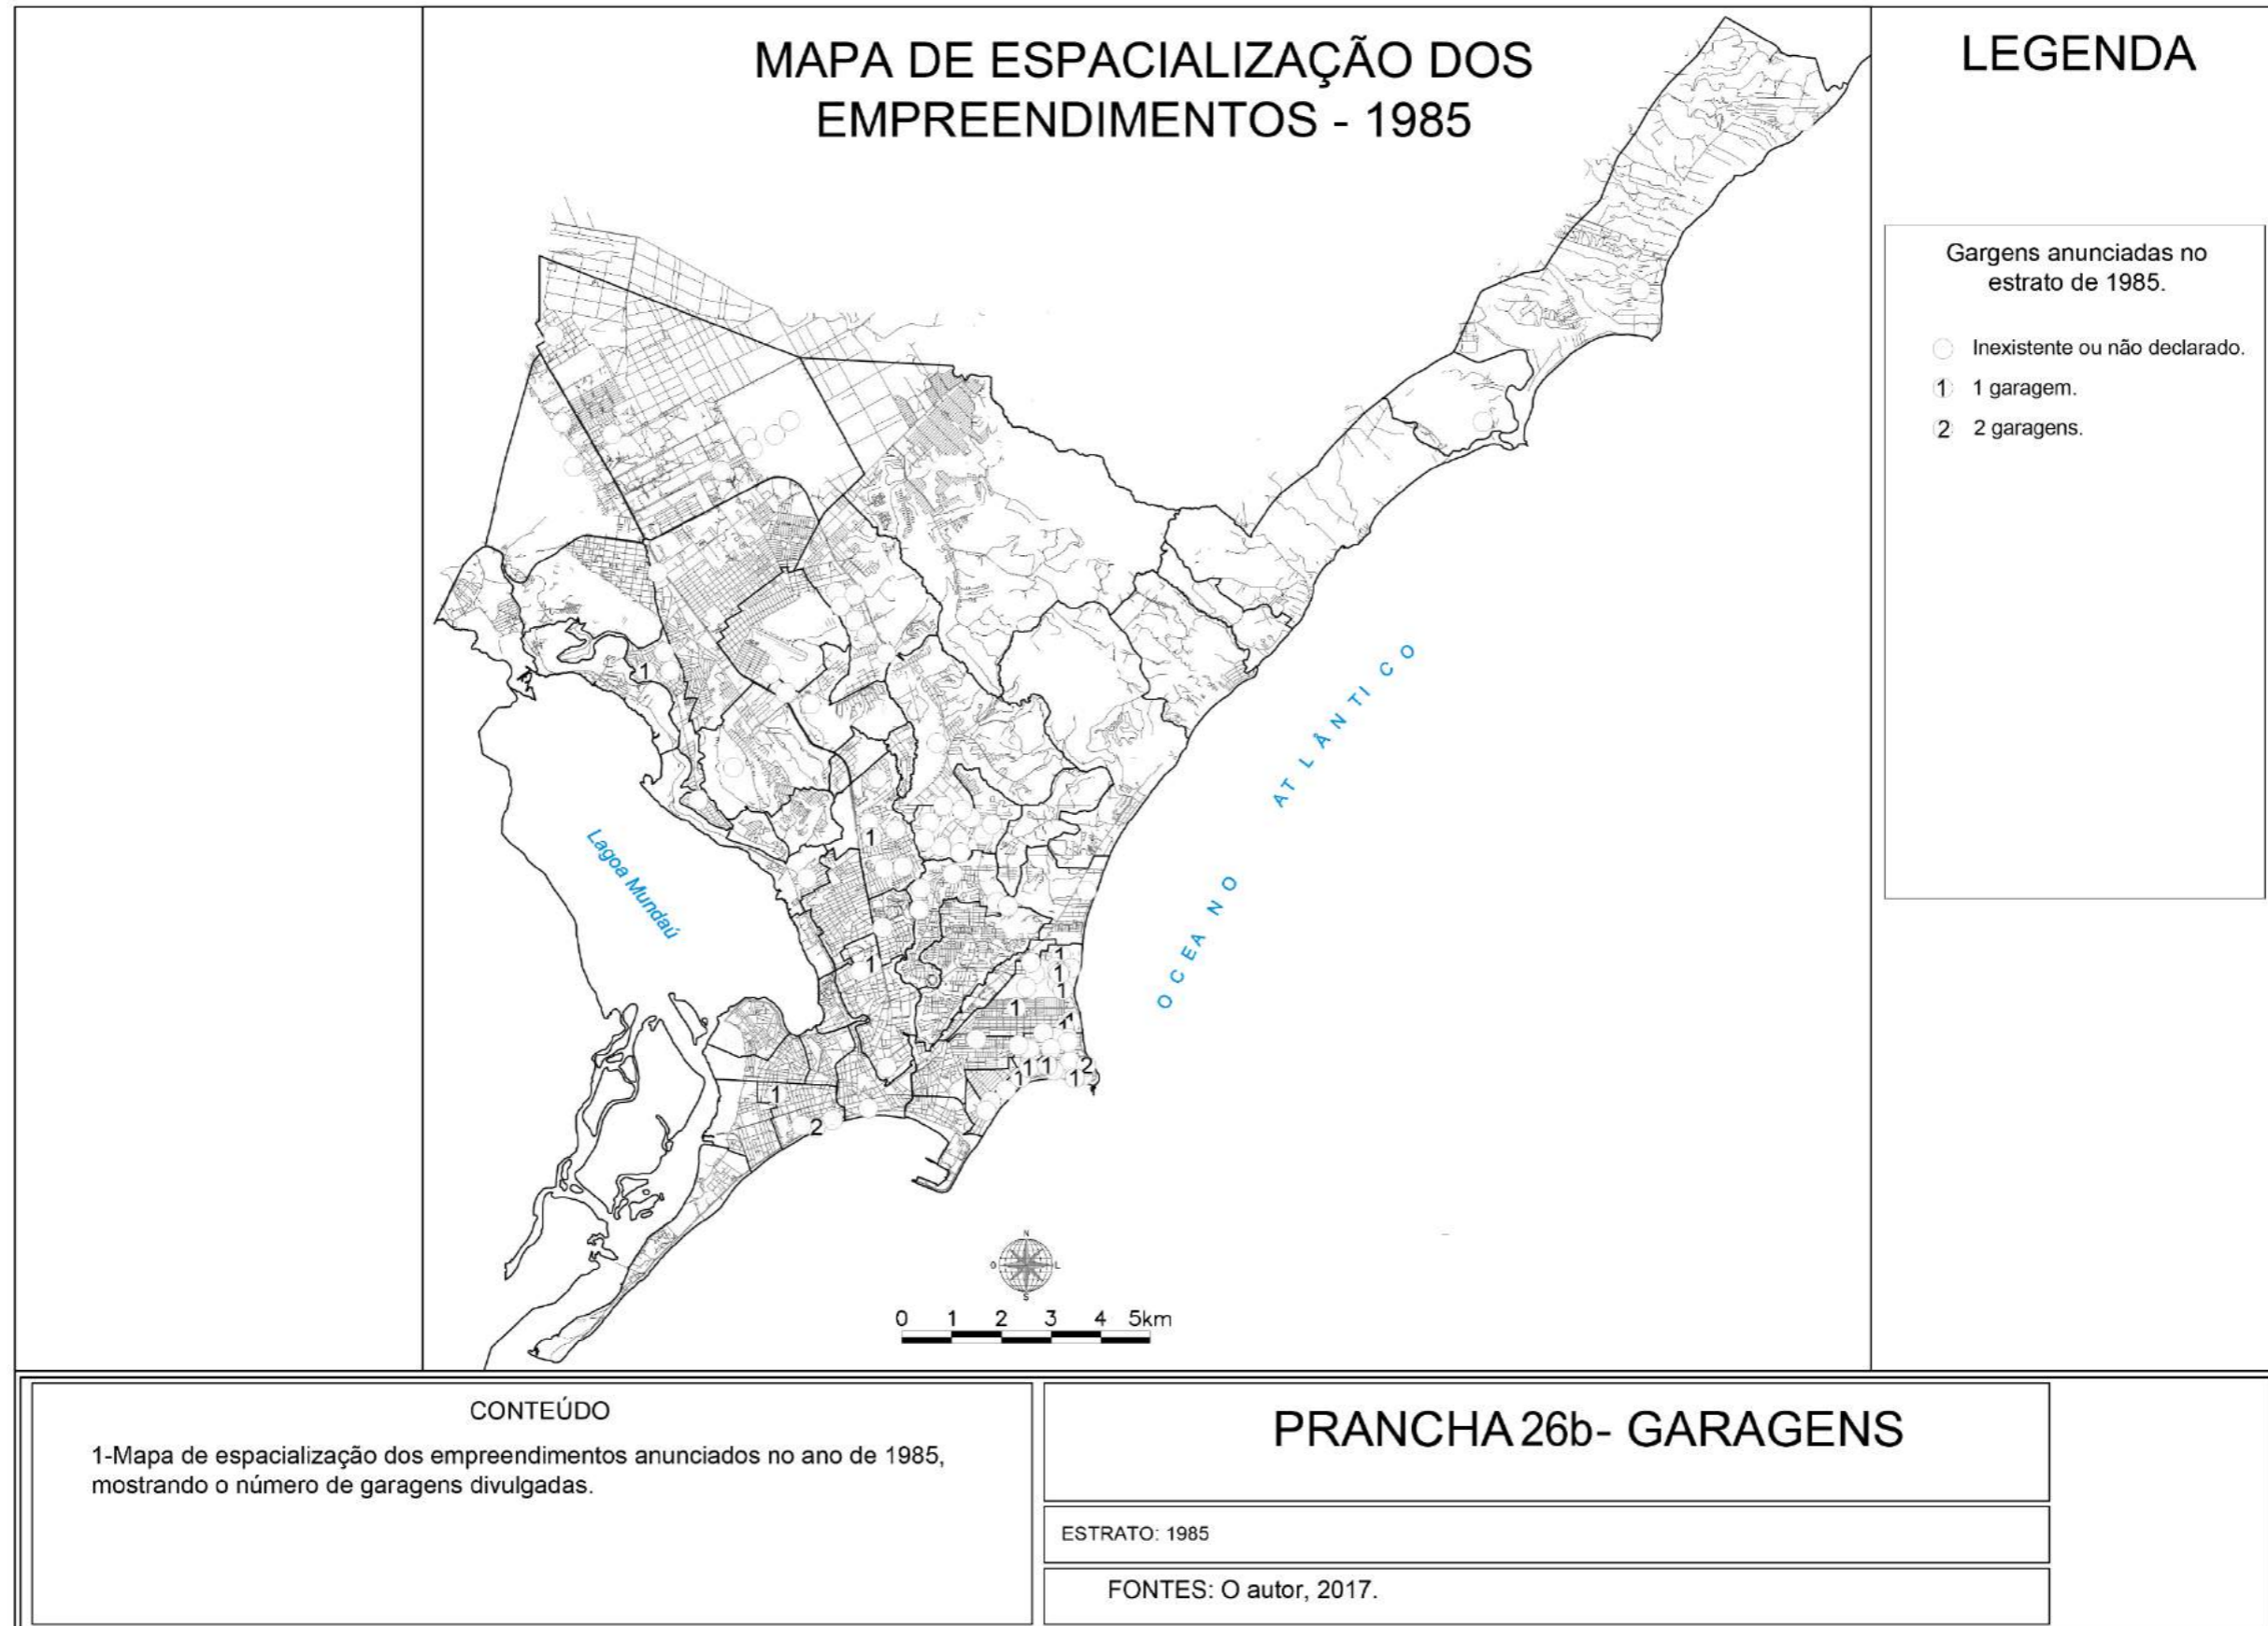 MAPA DE ESPACIALIZAÇÃO DOS
EMPREENDIMENTOS - 1985
LEGENDA
Gargens anunciadas no
estrato de 1985.
Inexistente ou não declarado.
1 1 garagem.
2 2 garagens.
1
1
1
1
1
1
1
1
1
1
1
2
1
1
2
Lagoa Mundaú
OCEANO ATLÂNTICO
N
O L
S
0 1 2 3 4 5km
CONTEÚDO
1-Mapa de espacialização dos empreendimentos anunciados no ano de 1985,
mostrando o número de garagens divulgadas.
PRANCHA 26b- GARAGENS
ESTRATO: 1985
FONTES: O autor, 2017.